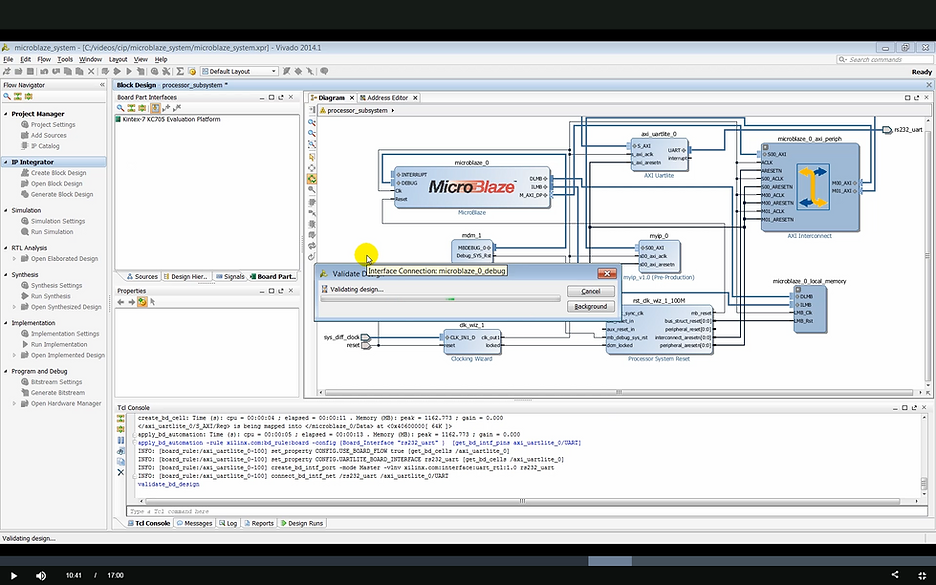 microblaze_system - [C:/videos/cip/microblaze_system/microblaze_system.xpr] - Vivado 2014.1
File Edit Flow Tools Window Layout View Help
Search commands
Default Layout
Ready
Flow Navigator
Project Manager
Project Settings
Add Sources
IP Catalog
IP Integrator
Create Block Design
Open Block Design
Generate Block Design
Simulation
Simulation Settings
Run Simulation
RTL Analysis
Open Elaborated Design
Synthesis
Synthesis Settings
Run Synthesis
Open Synthesized Design
Implementation
Implementation Settings
Run Implementation
Open Implemented Design
Program and Debug
Bitstream Settings
Generate Bitstream
Open Hardware Manager
Block Design - processor_subsystem *
Board Part Interfaces
Kintex-7 KC705 Evaluation Platform
Sources Design Hier... Signals Board Part...
Properties
Diagram Address Editor
processor_subsystem
microblaze_0
INTERRUPT
DEBUG
Clk
Reset
MicroBlaze
DLMB
ILMB
M_AXI_DP
MicroBlaze
mdm_1
MBDEBUG_0
Debug_SYS_Rst
axi_uartlite_0
S_AXI
s_axi_aclk
s_axi_aresetn
UART
interrupt
AXI Uartlite
rs232_uart
microblaze_0_axi_periph
S00_AXI
ACLK
ARESETN
S00_ACLK
S00_ARESETN
M00_ACLK
M00_ARESETN
M01_ACLK
M01_ARESETN
M00_AXI
M01_AXI
AXI Interconnect
myip_0
S00_AXI
s00_axi_aclk
s00_axi_aresetn
myip_v1.0 (Pre-Production)
microblaze_0_local_memory
DLMB
ILMB
LMB_Clk
LMB_Rst
rst_clk_wiz_1_100M
aux_reset_in
mb_debug_sys_rst
dcm_locked
mb_reset
bus_struct_reset[0:0]
peripheral_reset[0:0]
interconnect_aresetn[0:0]
peripheral_aresetn[0:0]
Processor System Reset
sys_diff_clock
reset
clk_wiz_1
CLK_IN1_D
reset
clk_out1
locked
Clocking Wizard
Interface Connection: microblaze_0_debug
Validating design...
Cancel
Background
Tcl Console
create_bd_cell: Time (s): cpu = 00:00:04 ; elapsed = 00:00:11 . Memory (MB): peak = 1162.773 ; gain = 0.000
</axi_uartlite_0/S_AXI/Reg> is being mapped into </microblaze_0/Data> at <0x40600000[ 64K ]>
apply_bd_automation: Time (s): cpu = 00:00:05 ; elapsed = 00:00:13 . Memory (MB): peak = 1162.773 ; gain = 0.000
apply_bd_automation -rule xilinx.com:bd_rule:board -config {Board_Interface "rs232_uart" } [get_bd_intf_pins axi_uartlite_0/UART]
INFO: [board_rule:/axi_uartlite_0-100] set_property CONFIG.USE_BOARD_FLOW true [get_bd_cells /axi_uartlite_0]
INFO: [board_rule:/axi_uartlite_0-100] set_property CONFIG.UARTLITE_BOARD_INTERFACE rs232_uart [get_bd_cells /axi_uartlite_0]
INFO: [board_rule:/axi_uartlite_0-100] create_bd_intf_port -mode Master -vlnv xilinx.com:interface:uart_rtl:1.0 rs232_uart
INFO: [board_rule:/axi_uartlite_0-100] connect_bd_intf_net /rs232_uart /axi_uartlite_0/UART
validate_bd_design
Type a Tcl command here
Tcl Console Messages Log Reports Design Runs
Validating design...
10:41 / 17:00